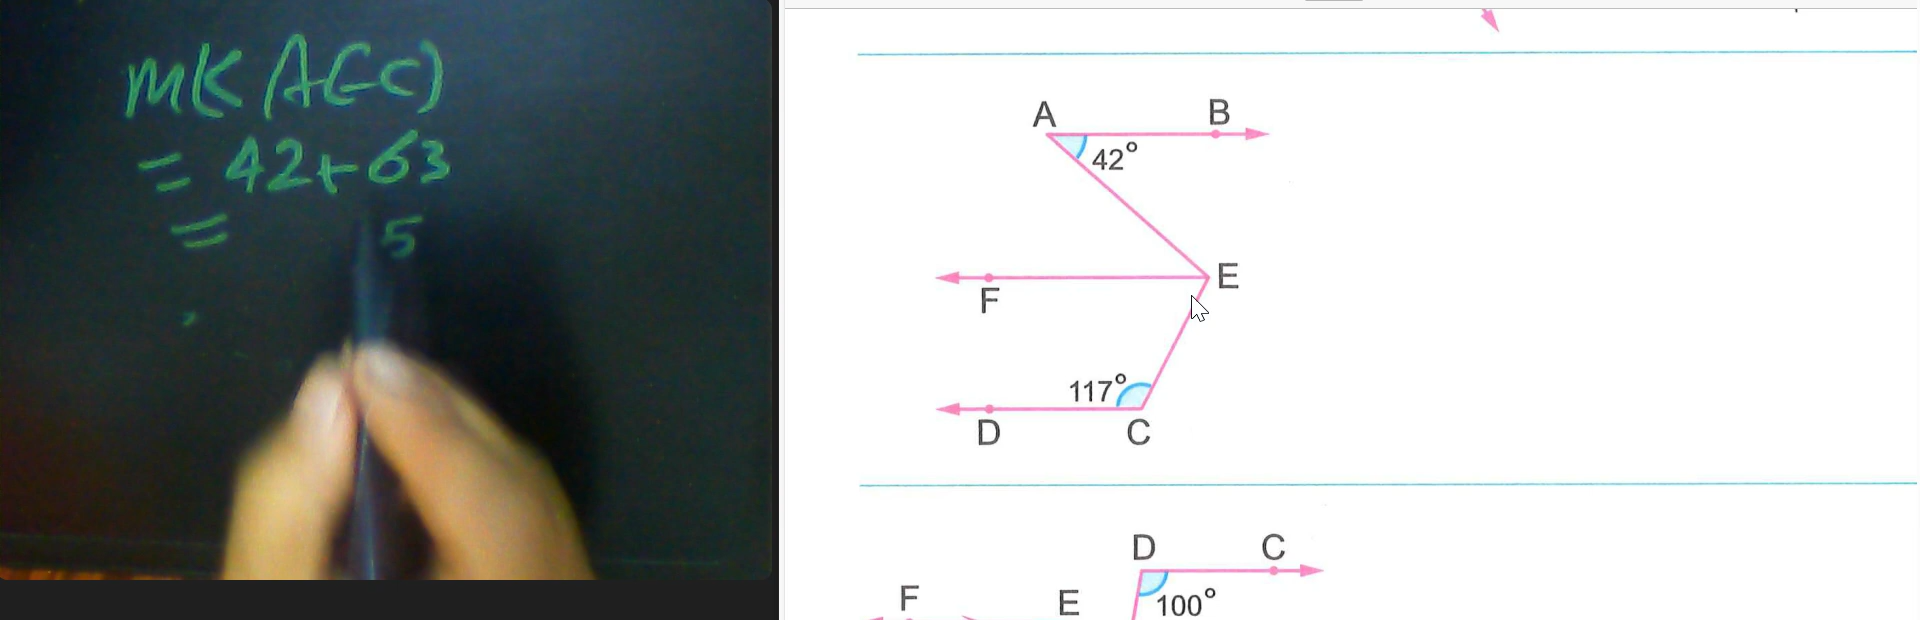 m(<AEC)
= 42+63
= 5
A B
42°
F E
117°
D C
D C
100°
F E